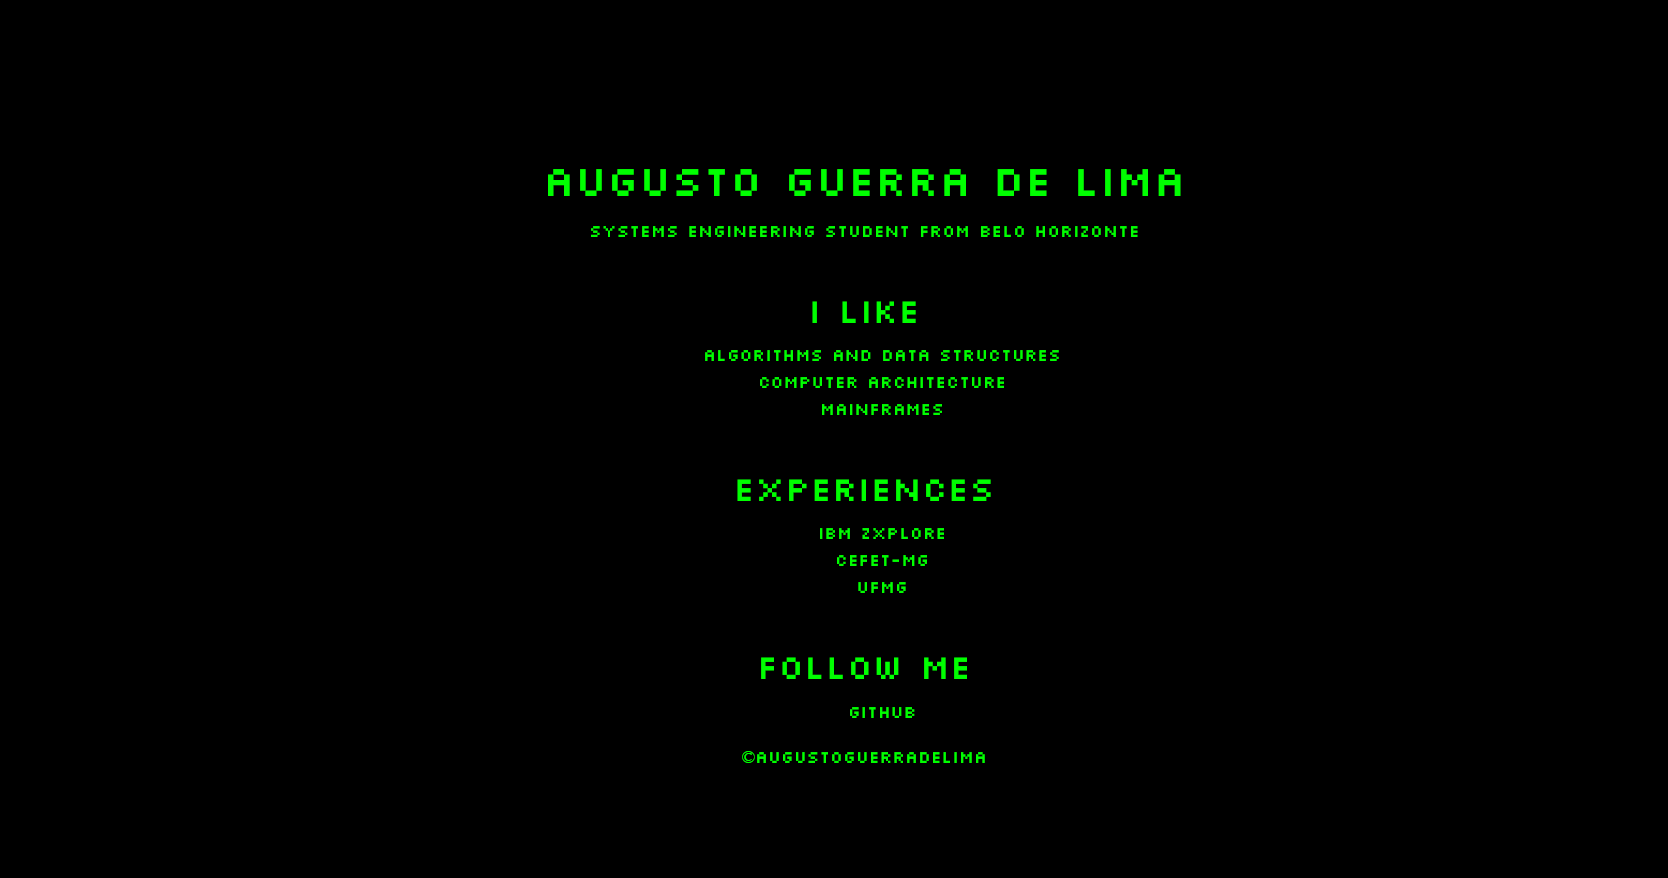 AUGUSTO GUERRA DE LIMA
SYSTEMS ENGINEERING STUDENT FROM BELO HORIZONTE
I LIKE
ALGORITHMS AND DATA STRUCTURES
COMPUTER ARCHITECTURE
MAINFRAMES
EXPERIENCES
IBM ZXPLORE
CEFET-MG
UFMG
FOLLOW ME
GITHUB
©AUGUSTOGUERRADELIMA